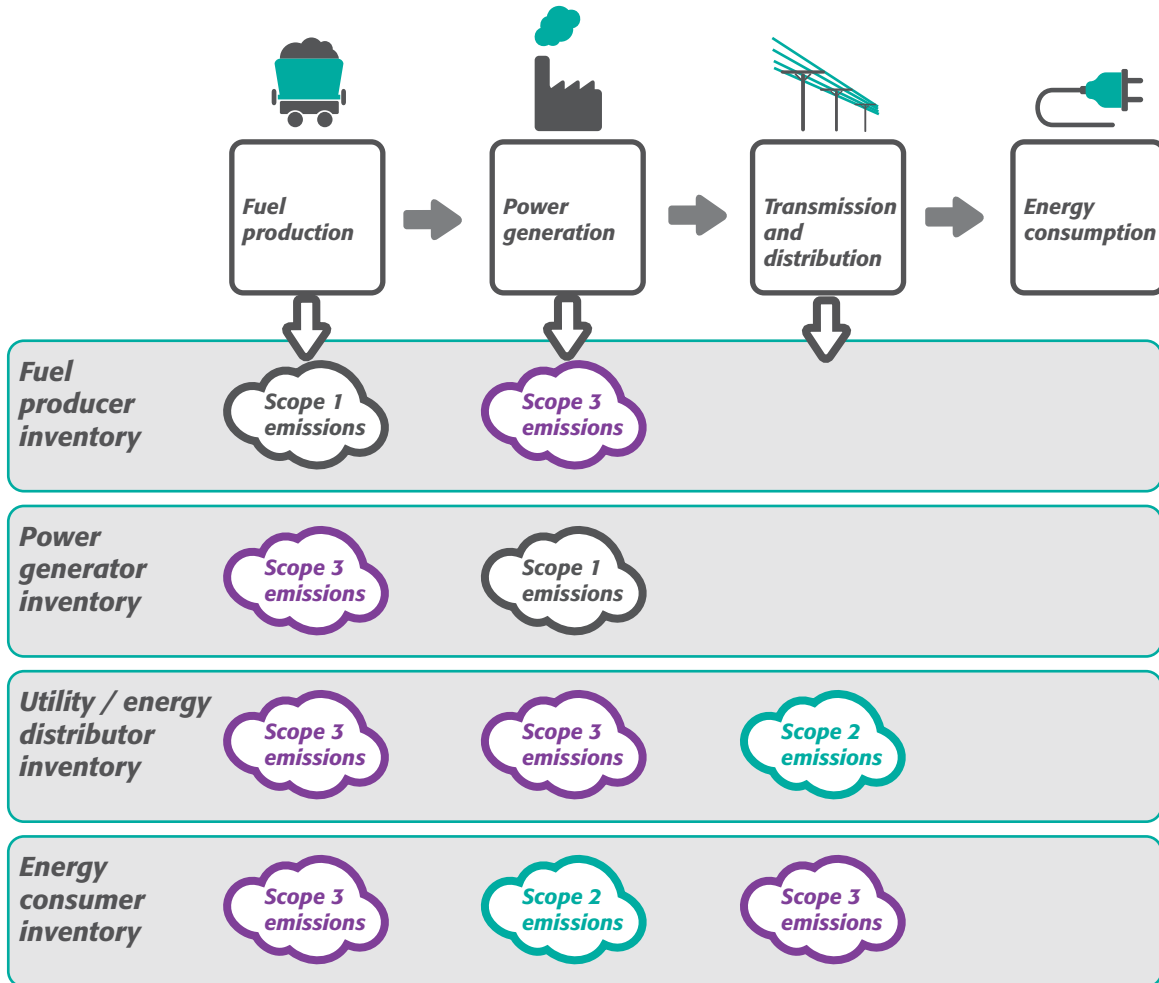 Fuel
production
Power
generation
Transmission
and
distribution
Energy
consumption
Fuel
producer
inventory
Scope 1
emissions
Scope 3
emissions
Power
generator
inventory
Scope 3
emissions
Scope 1
emissions
Utility / energy
distributor
inventory
Scope 3
emissions
Scope 3
emissions
Scope 2
emissions
Energy
consumer
inventory
Scope 3
emissions
Scope 2
emissions
Scope 3
emissions